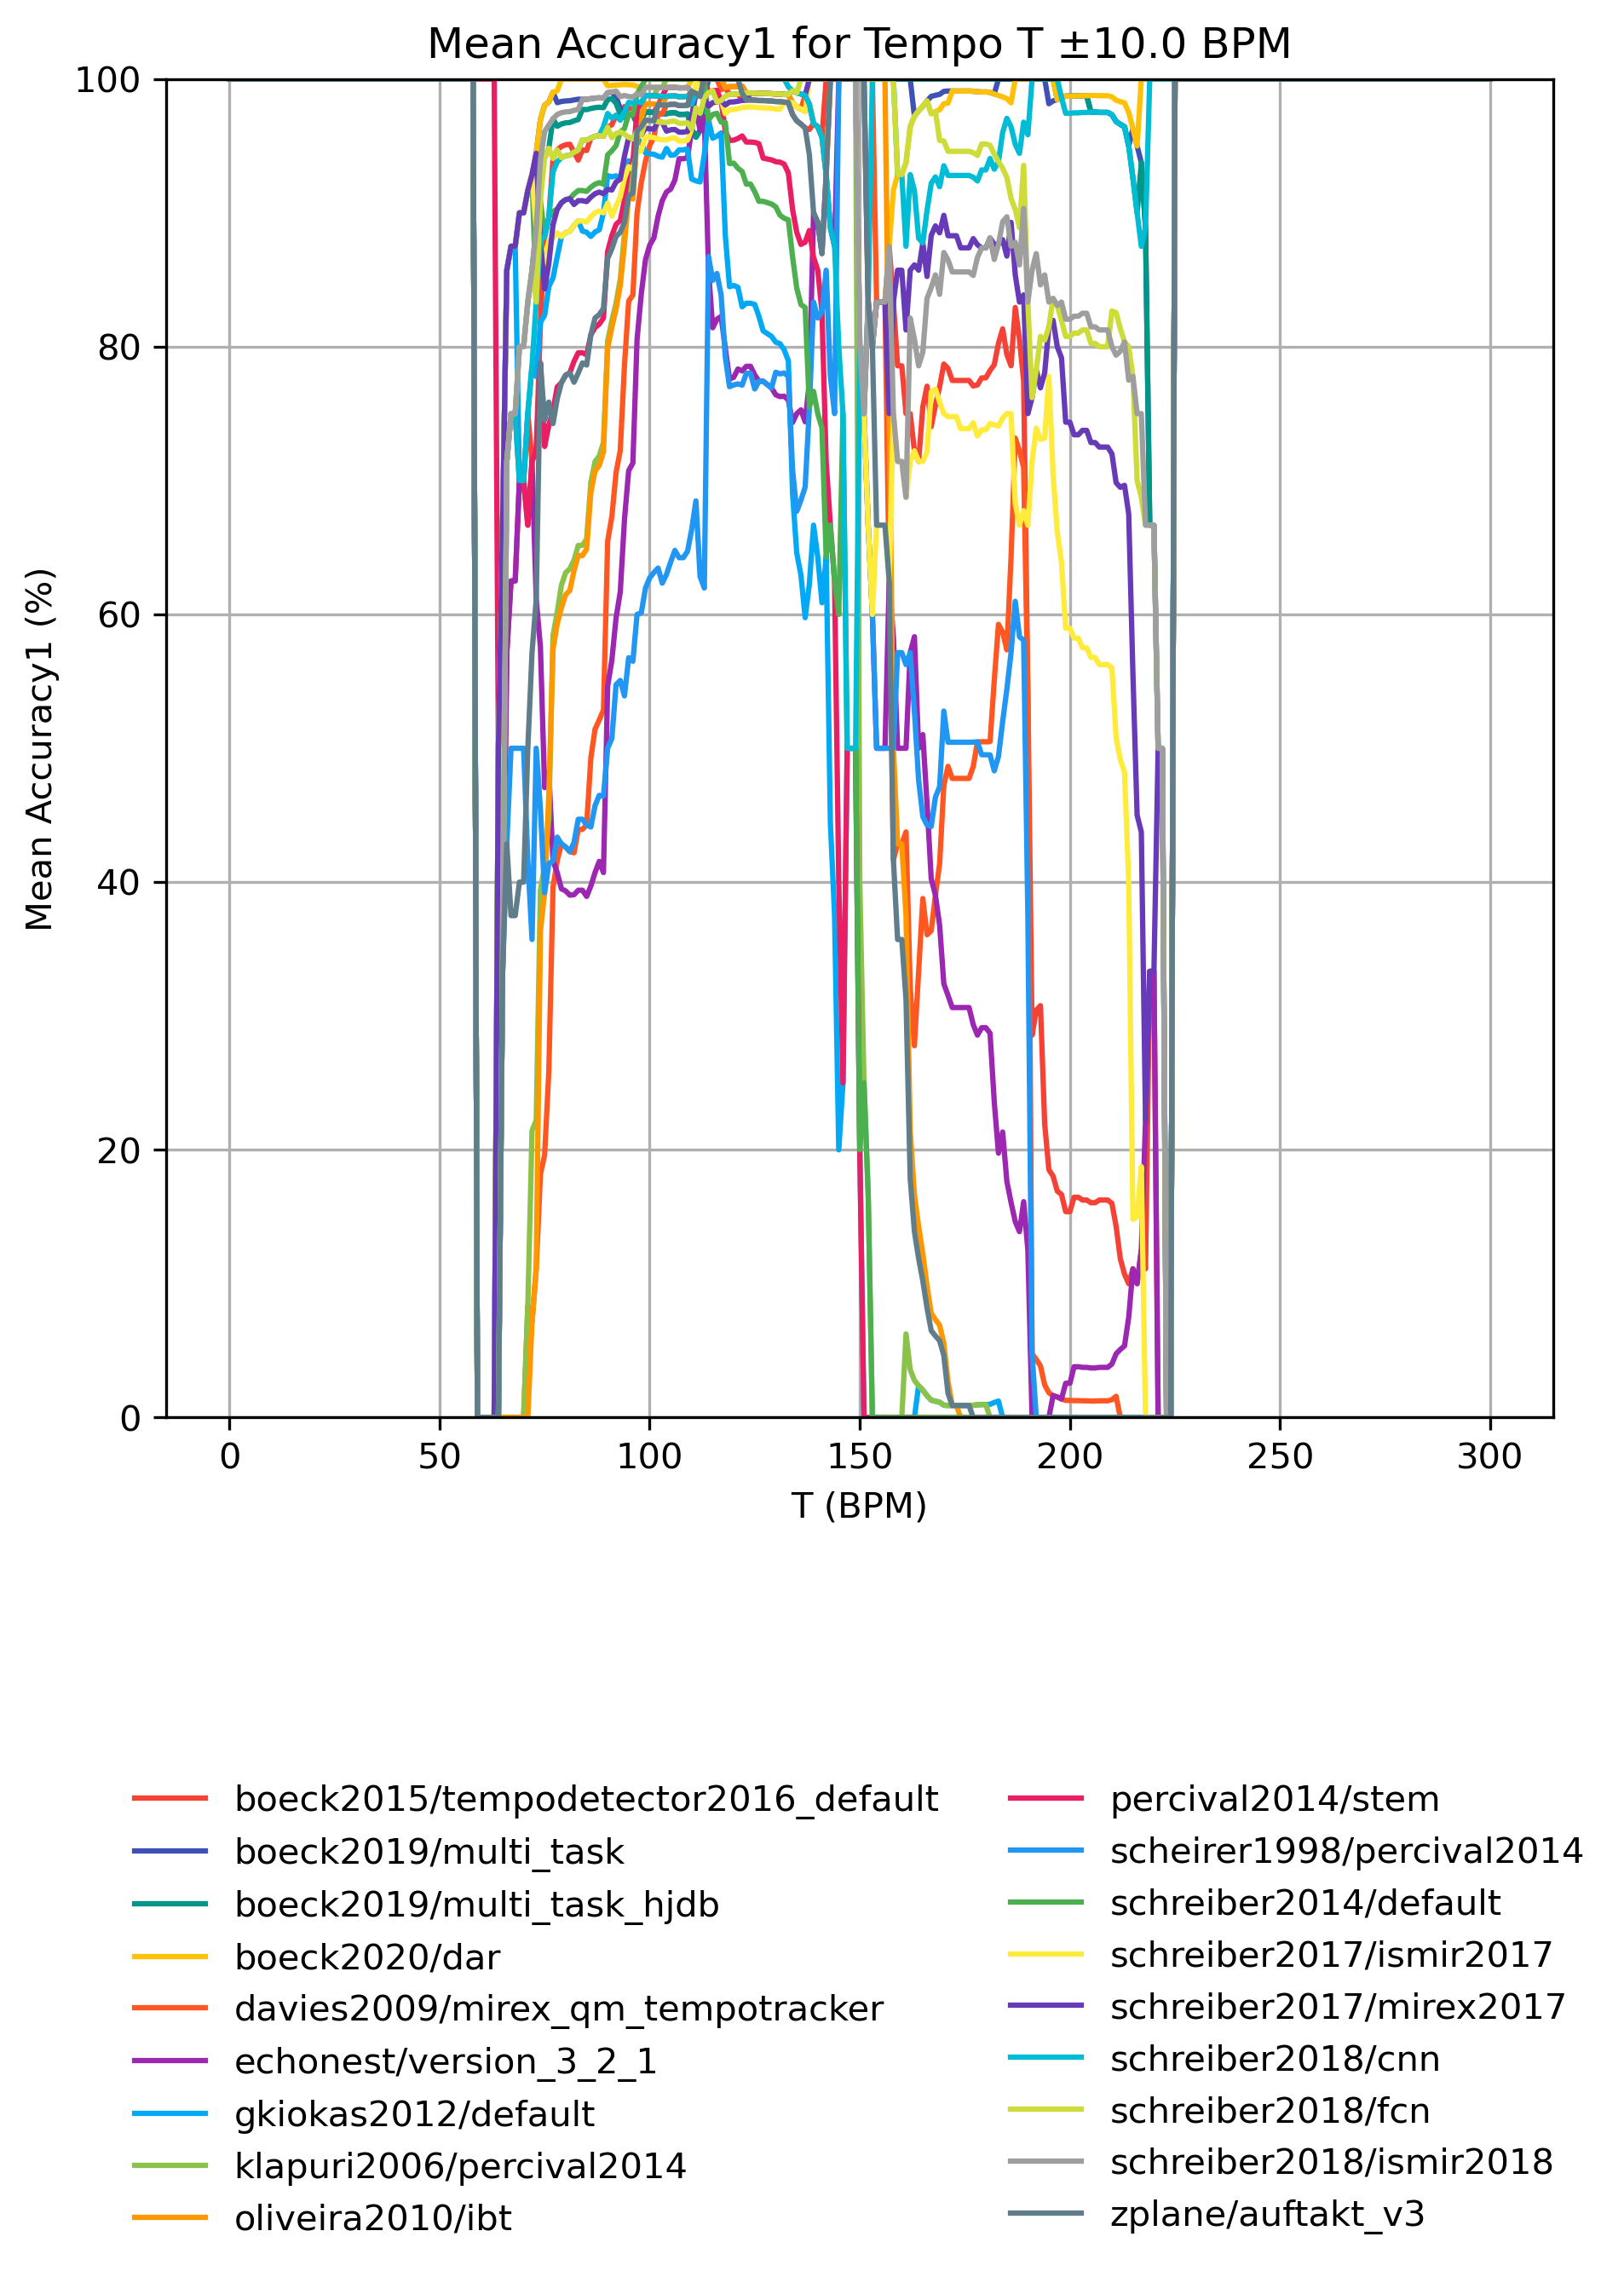 Mean Accuracy1 for Tempo T ±10.0 BPM
Mean Accuracy1 (%)
100
80
60
40
20
0
0 50 100 150 200 250 300
T (BPM)
boeck2015/tempodetector2016_default
boeck2019/multi_task
boeck2019/multi_task_hjdb
boeck2020/dar
davies2009/mirex_qm_tempotracker
echonest/version_3_2_1
gkiokas2012/default
klapuri2006/percival2014
oliveira2010/ibt
percival2014/stem
scheirer1998/percival2014
schreiber2014/default
schreiber2017/ismir2017
schreiber2017/mirex2017
schreiber2018/cnn
schreiber2018/fcn
schreiber2018/ismir2018
zplane/auftakt_v3